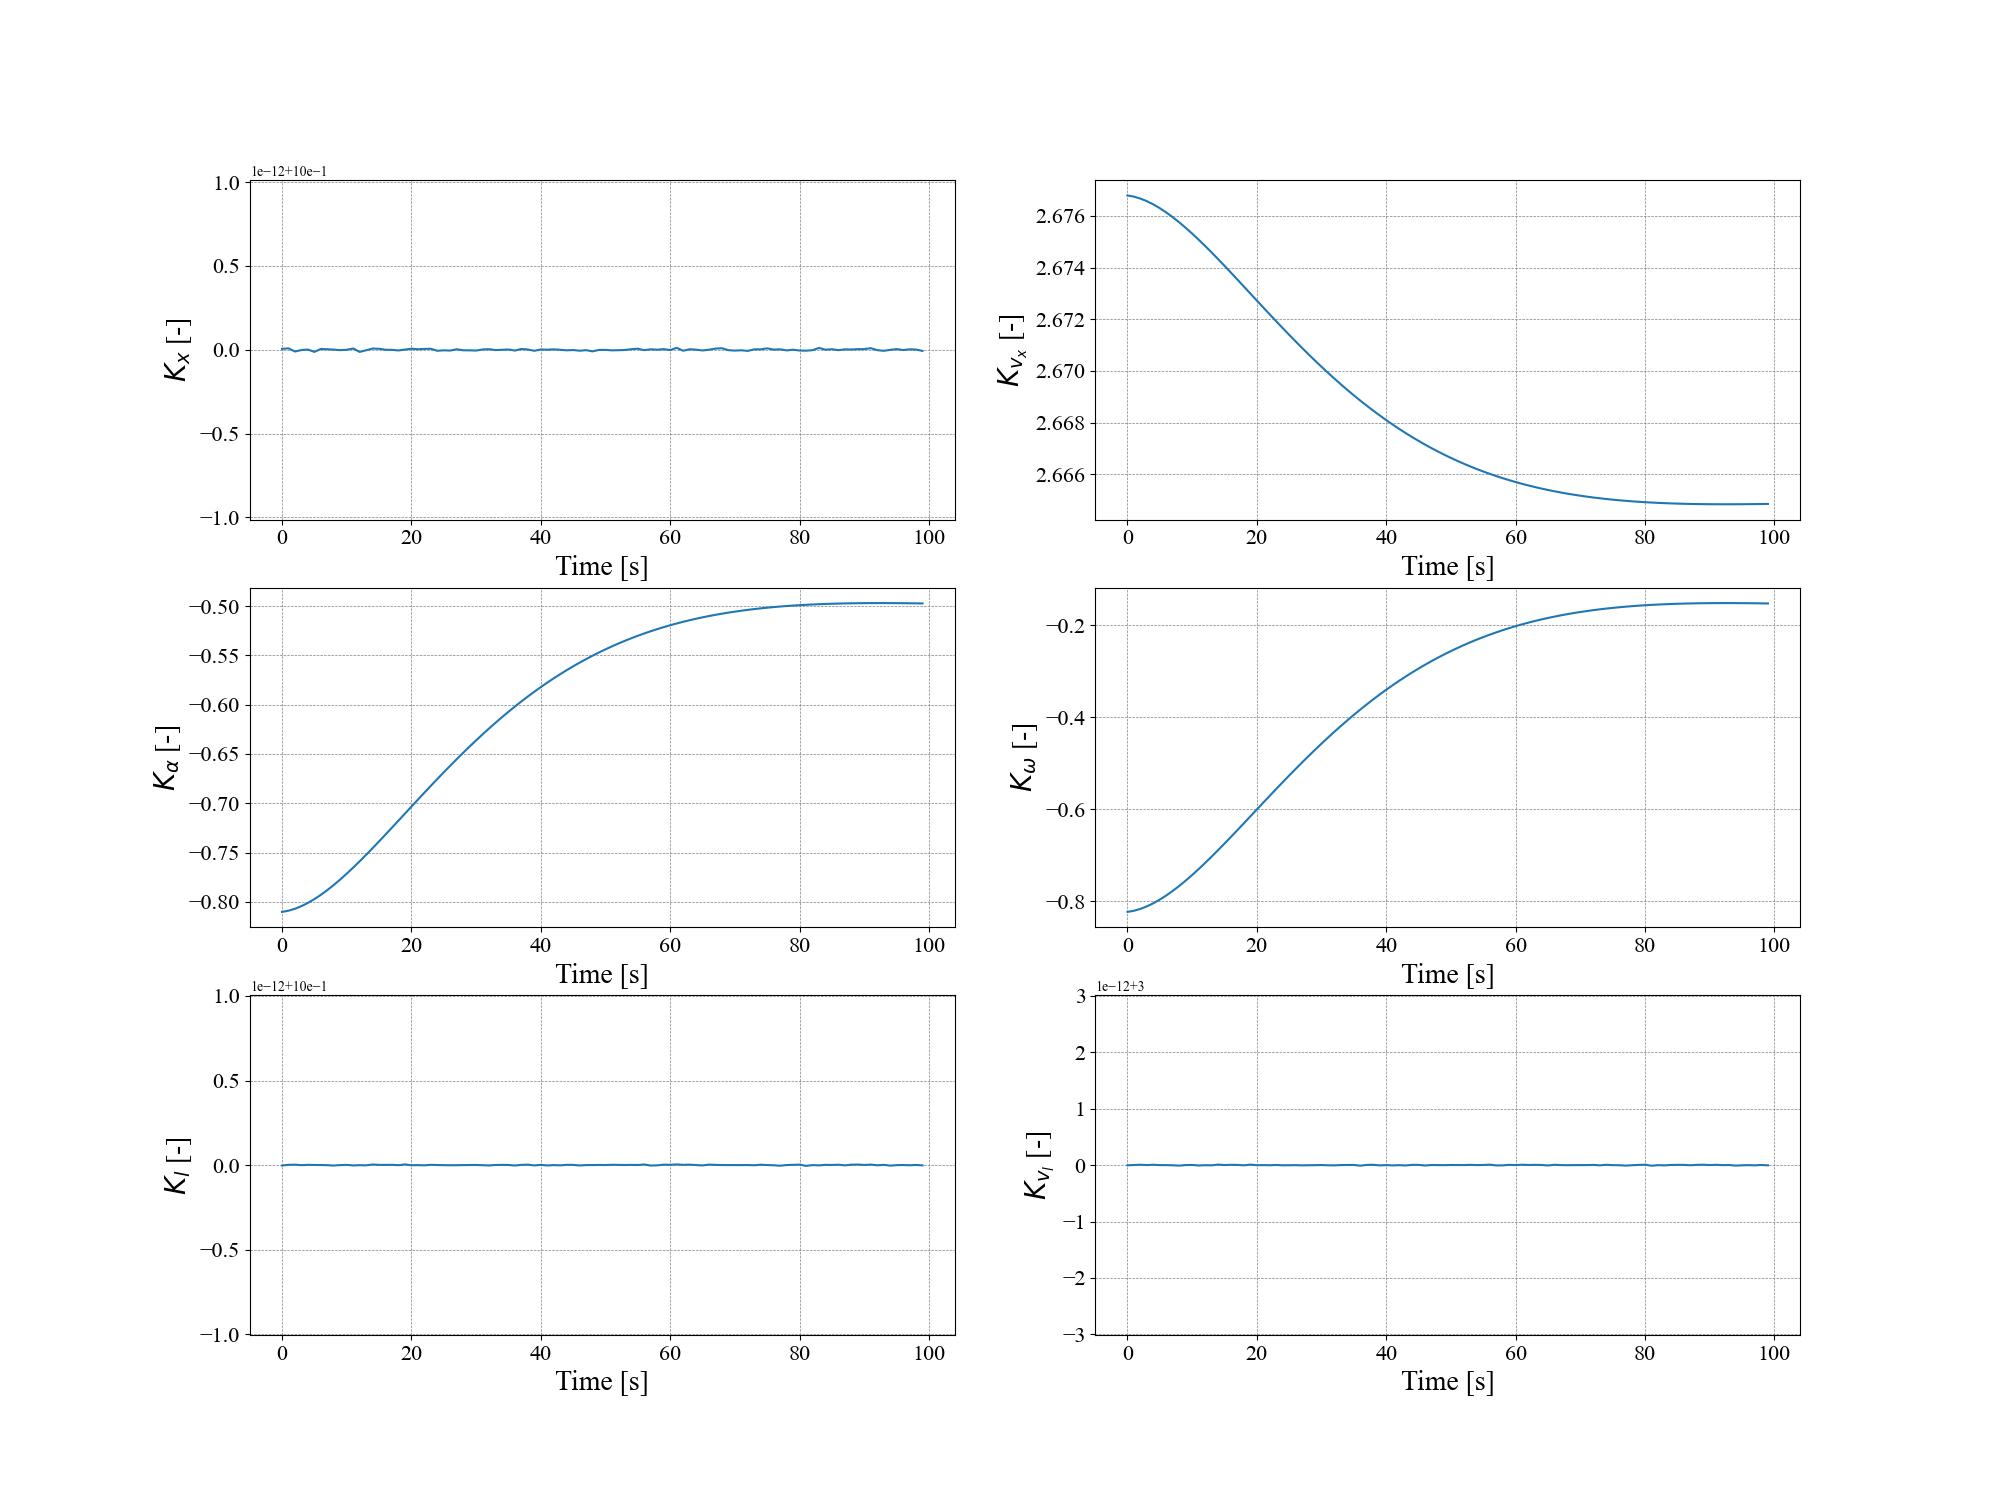 1e−12+10e−1
1.0
0.5
0.0
−0.5
−1.0
K_x [-]
0 20 40 60 80 100
Time [s]
2.676
2.674
2.672
2.670
2.668
2.666
K_{v_x} [-]
0 20 40 60 80 100
Time [s]
−0.50
−0.55
−0.60
−0.65
−0.70
−0.75
−0.80
K_α [-]
0 20 40 60 80 100
Time [s]
−0.2
−0.4
−0.6
−0.8
K_ω [-]
0 20 40 60 80 100
Time [s]
1e−12+10e−1
1.0
0.5
0.0
−0.5
−1.0
K_l [-]
0 20 40 60 80 100
Time [s]
1e−12+3
3
2
1
0
−1
−2
−3
K_{v_l} [-]
0 20 40 60 80 100
Time [s]